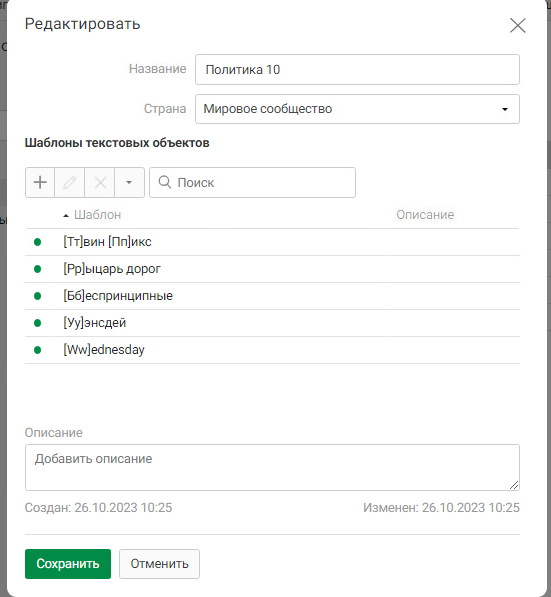 Редактировать
Название Политика 10
Страна Мировое сообщество
Шаблоны текстовых объектов
Поиск
Шаблон Описание
[Тт]вин [Пп]икс
[Рр]ыцарь дорог
[Бб]еспринципные
[Уу]энсдей
[Ww]ednesday
Описание
Добавить описание
Создан: 26.10.2023 10:25 Изменен: 26.10.2023 10:25
Сохранить Отменить